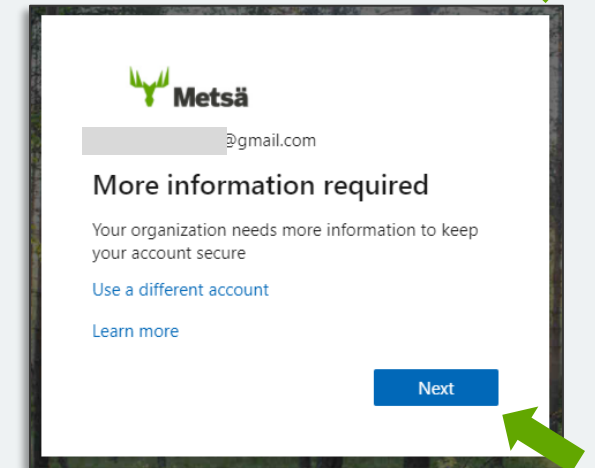 Metsä
@gmail.com
More information required
Your organization needs more information to keep
your account secure
Use a different account
Learn more
Next